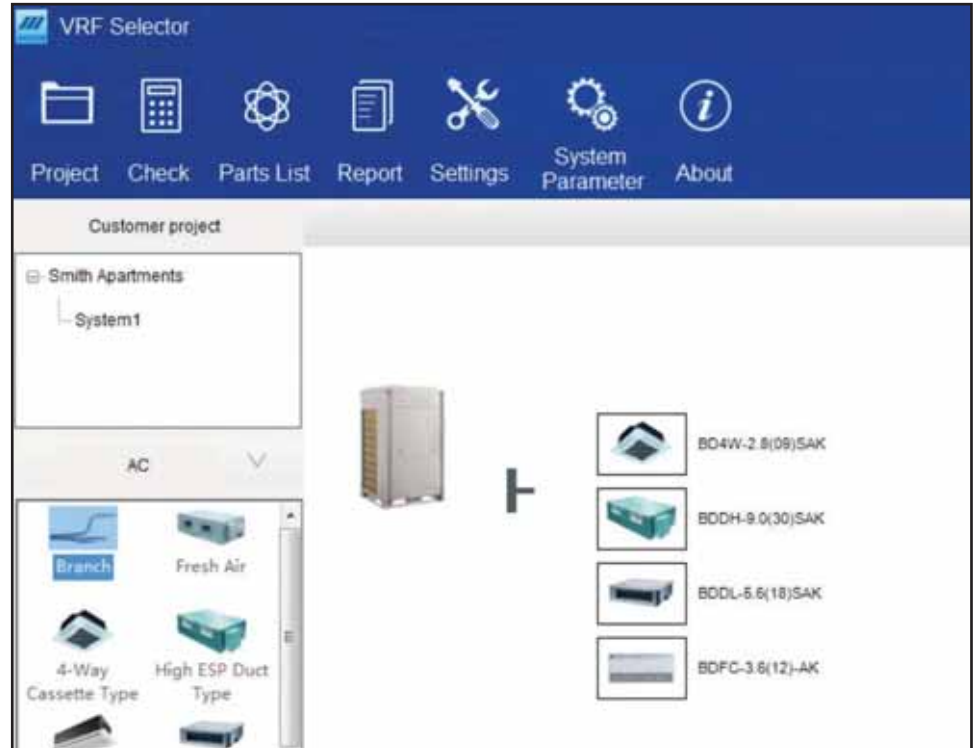 VRF Selector
Project
Check
Parts List
Report
Settings
System
Parameter
About
Customer project
Smith Apartments
System1
AC
Branch
Fresh Air
4-Way
Cassette Type
High ESP Duct
Type
BD4W-2.8(09)SAK
BDDH-9.0(30)SAK
BDDL-5.6(18)SAK
BDFC-3.6(12)-AK